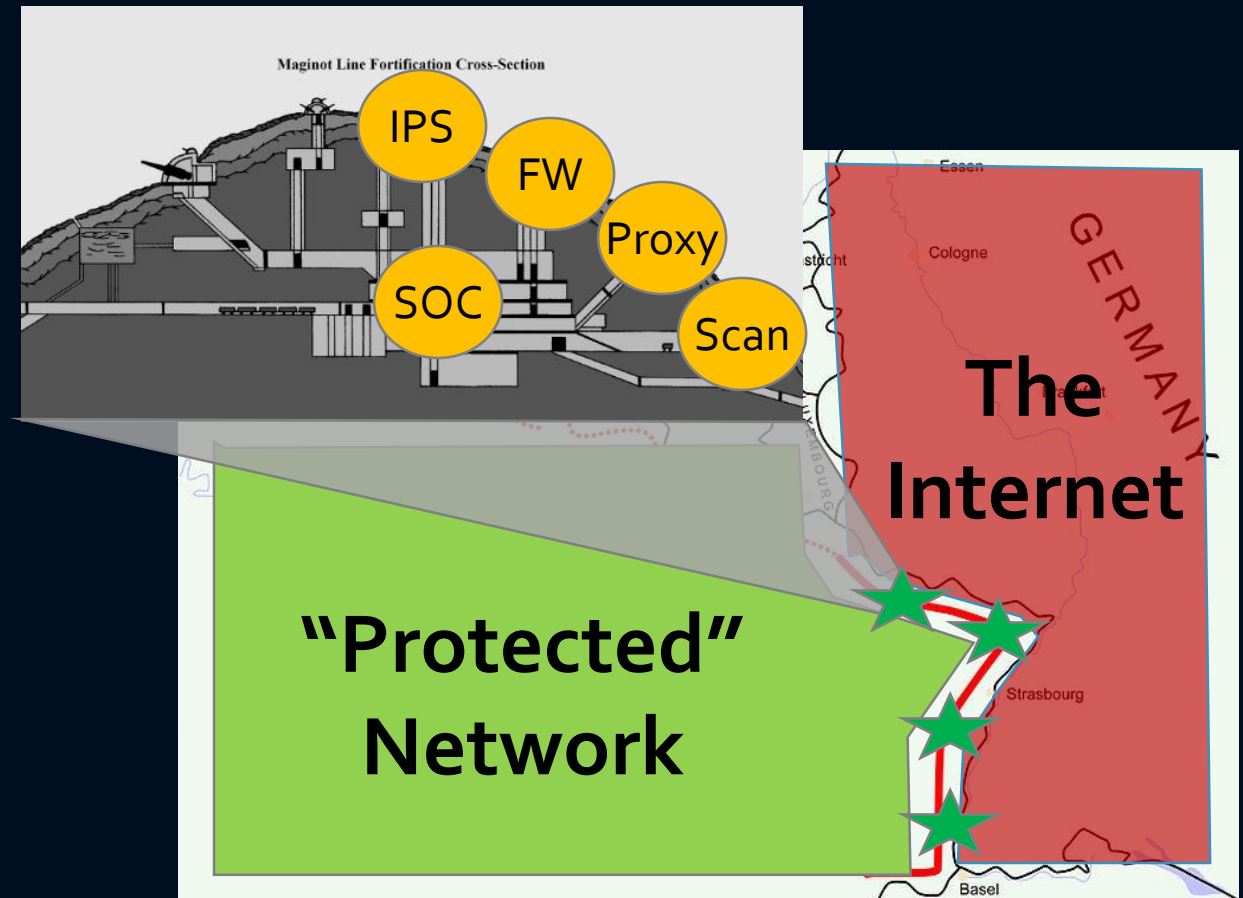 Maginot Line Fortification Cross-Section
IPS
FW
Proxy
SOC
Scan
Essen
Cologne
GERMANY
The
Internet
“Protected”
Network
Strasbourg
Basel